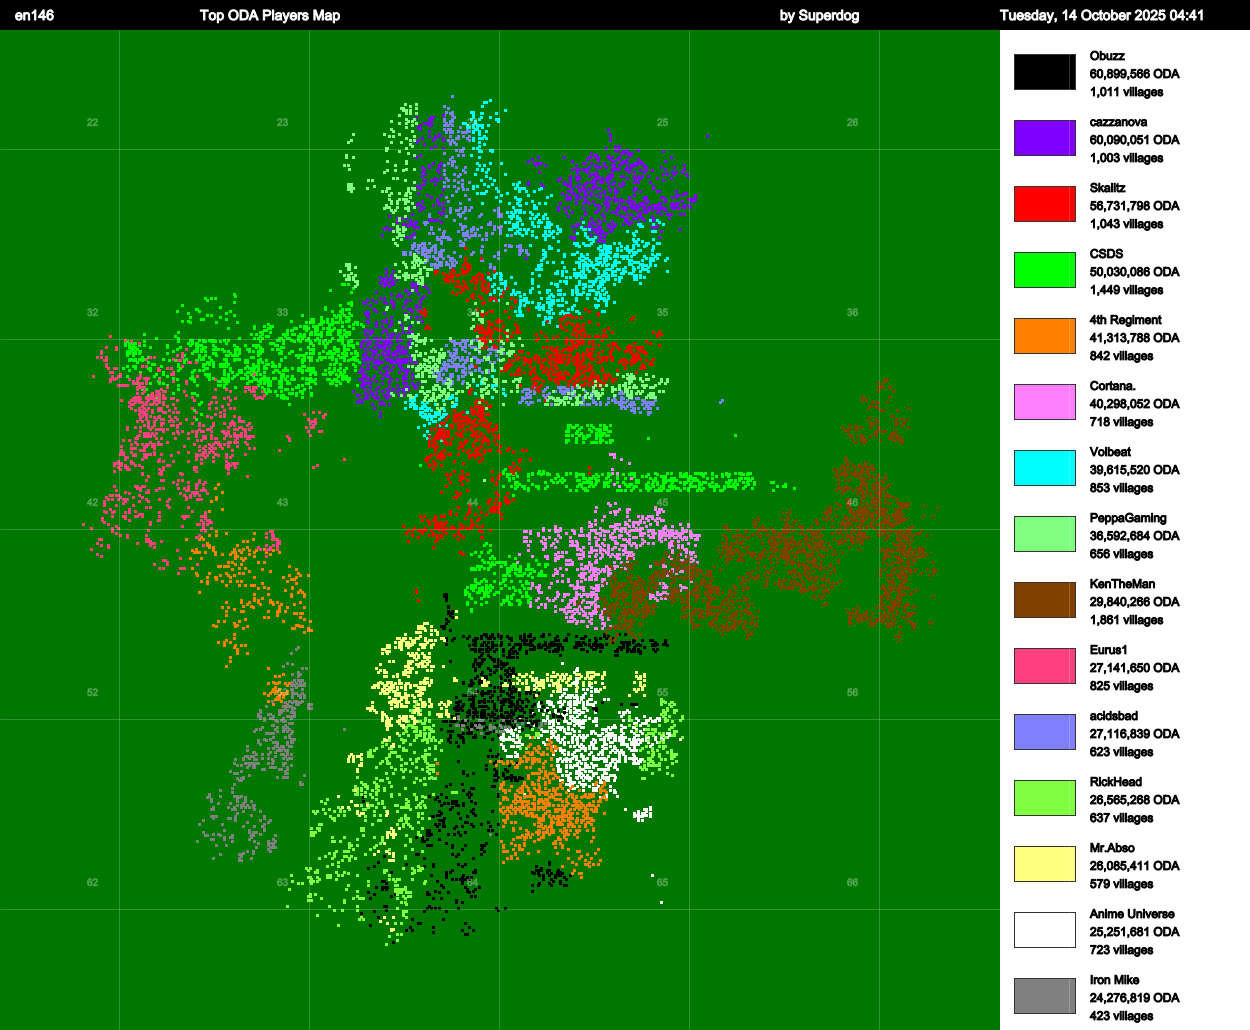 en146 Top ODA Players Map by Superdog Tuesday, 14 October 2025 04:41
Obuzz
60,899,566 ODA
1,011 villages
cazzanova
60,090,051 ODA
1,003 villages
Skalitz
56,731,798 ODA
1,043 villages
CSDS
50,030,086 ODA
1,449 villages
4th Regiment
41,313,788 ODA
842 villages
Cortana.
40,298,052 ODA
718 villages
Volbeat
39,615,520 ODA
853 villages
PeppaGaming
36,592,684 ODA
656 villages
KenTheMan
29,840,266 ODA
1,861 villages
Eurus1
27,141,650 ODA
825 villages
acidsbad
27,116,839 ODA
623 villages
RickHead
26,565,268 ODA
637 villages
Mr.Abso
26,085,411 ODA
579 villages
Anime Universe
25,251,681 ODA
723 villages
Iron Mike
24,276,819 ODA
423 villages
22 23 25 26
32 33 35 36
42 43 45 46
52 55 56
62 63 64 65 66